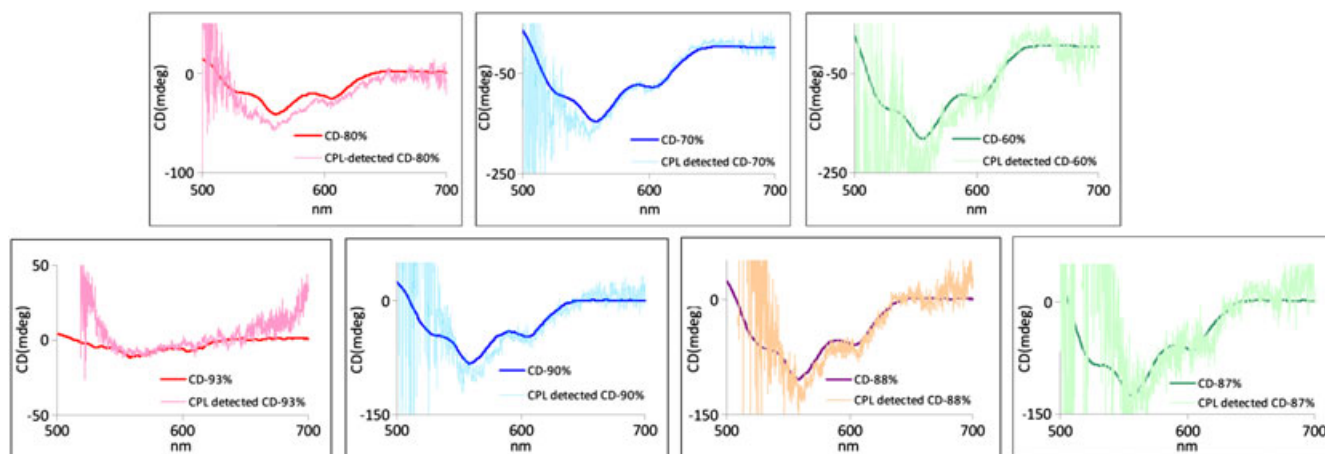 CD(mdeg)
0
-100
CD-80%
CPL-detected CD-80%
500 600 700
nm
CD(mdeg)
-50
-250
CD-70%
CPL detected CD-70%
500 600 700
nm
CD(mdeg)
-50
-250
CD-60%
CPL detected CD-60%
500 600 700
nm
CD(mdeg)
50
0
-50
CD-93%
CPL detected CD-93%
500 600 700
nm
CD(mdeg)
0
-150
CD-90%
CPL detected CD-90%
500 600 700
nm
CD(mdeg)
0
-150
CD-88%
CPL detected CD-88%
500 600 700
nm
CD(mdeg)
0
-150
CD-87%
CPL detected CD-87%
500 600 700
nm